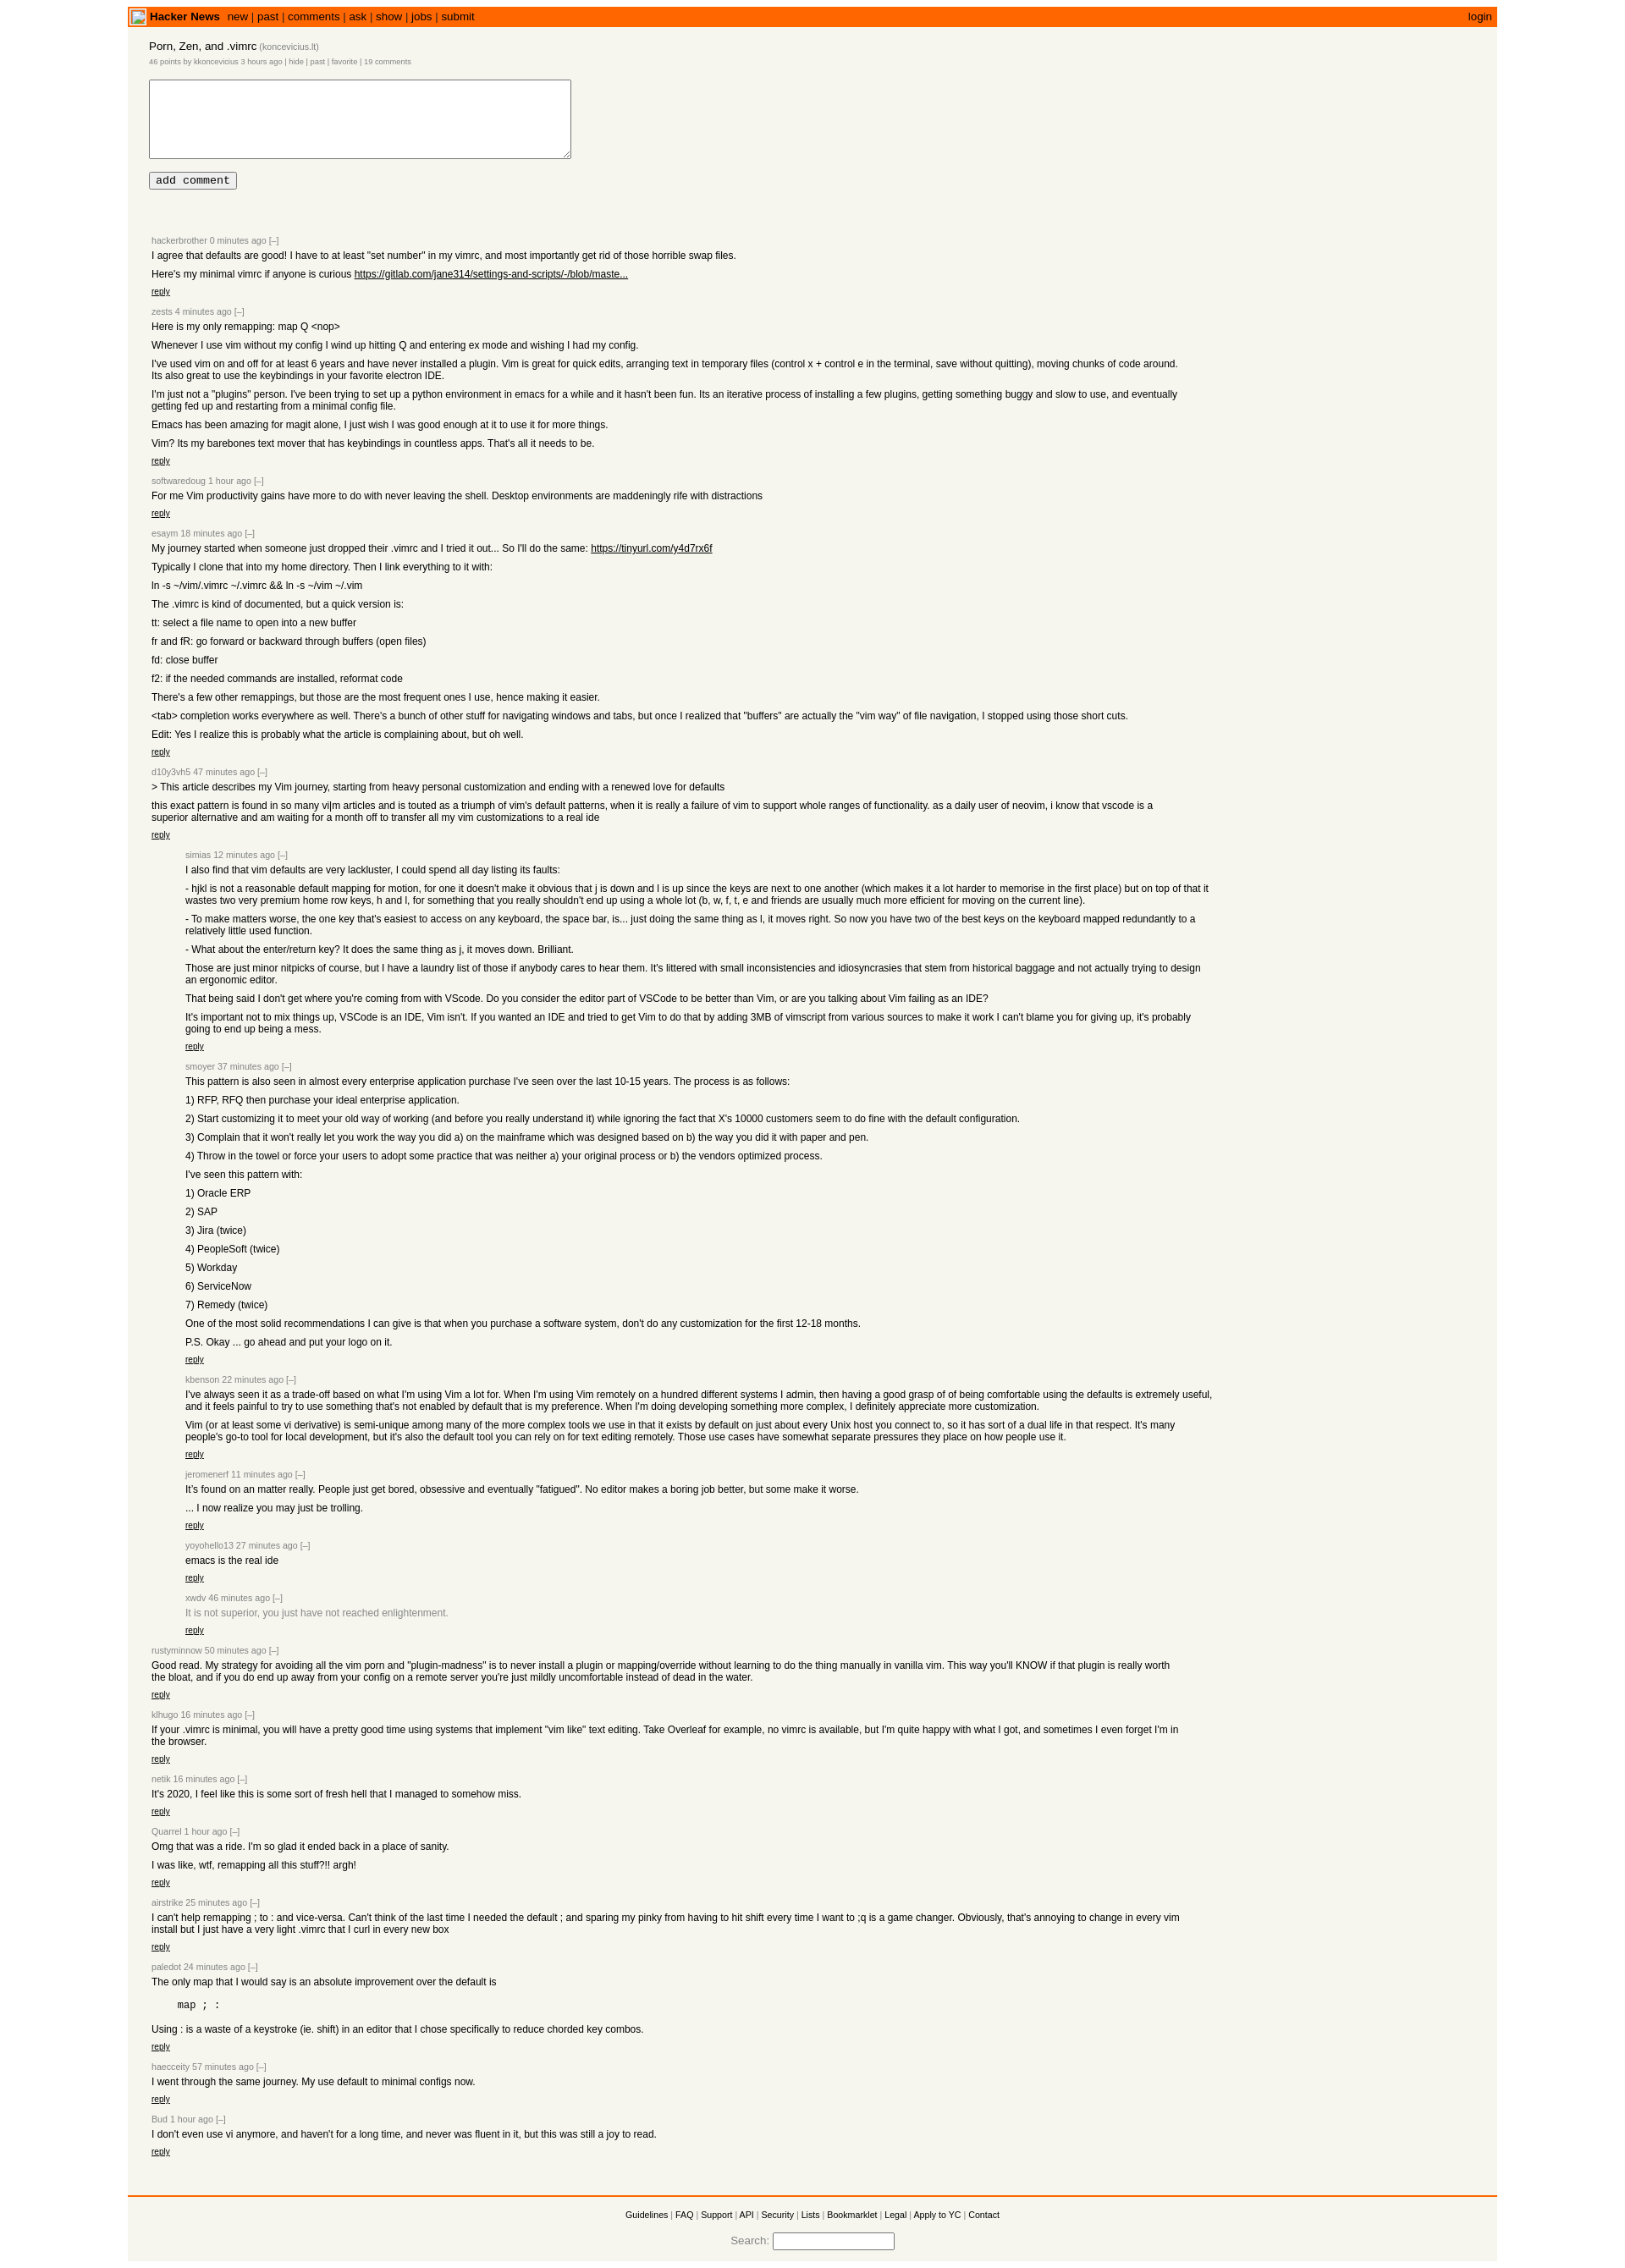 Hacker News new | past | comments | ask | show | jobs | submit login
Porn, Zen, and .vimrc (koncevicius.lt)
46 points by kkoncevicius 3 hours ago | hide | past | favorite | 19 comments
add comment
hackerbrother 0 minutes ago [–]
I agree that defaults are good! I have to at least "set number" in my vimrc, and most importantly get rid of those horrible swap files.
Here's my minimal vimrc if anyone is curious https://gitlab.com/jane314/settings-and-scripts/-/blob/maste...
reply
zests 4 minutes ago [–]
Here is my only remapping: map Q <nop>
Whenever I use vim without my config I wind up hitting Q and entering ex mode and wishing I had my config.
I've used vim on and off for at least 6 years and have never installed a plugin. Vim is great for quick edits, arranging text in temporary files (control x + control e in the terminal, save without quitting), moving chunks of code around.
Its also great to use the keybindings in your favorite electron IDE.
I'm just not a "plugins" person. I've been trying to set up a python environment in emacs for a while and it hasn't been fun. Its an iterative process of installing a few plugins, getting something buggy and slow to use, and eventually
getting fed up and restarting from a minimal config file.
Emacs has been amazing for magit alone, I just wish I was good enough at it to use it for more things.
Vim? Its my barebones text mover that has keybindings in countless apps. That's all it needs to be.
reply
softwaredoug 1 hour ago [–]
For me Vim productivity gains have more to do with never leaving the shell. Desktop environments are maddeningly rife with distractions
reply
esaym 18 minutes ago [–]
My journey started when someone just dropped their .vimrc and I tried it out... So I'll do the same: https://tinyurl.com/y4d7rx6f
Typically I clone that into my home directory. Then I link everything to it with:
ln -s ~/vim/.vimrc ~/.vimrc && ln -s ~/vim ~/.vim
The .vimrc is kind of documented, but a quick version is:
tt: select a file name to open into a new buffer
fr and fR: go forward or backward through buffers (open files)
fd: close buffer
f2: if the needed commands are installed, reformat code
There's a few other remappings, but those are the most frequent ones I use, hence making it easier.
<tab> completion works everywhere as well. There's a bunch of other stuff for navigating windows and tabs, but once I realized that "buffers" are actually the "vim way" of file navigation, I stopped using those short cuts.
Edit: Yes I realize this is probably what the article is complaining about, but oh well.
reply
d10y3vh5 47 minutes ago [–]
> This article describes my Vim journey, starting from heavy personal customization and ending with a renewed love for defaults
this exact pattern is found in so many vi|m articles and is touted as a triumph of vim's default patterns, when it is really a failure of vim to support whole ranges of functionality. as a daily user of neovim, i know that vscode is a
superior alternative and am waiting for a month off to transfer all my vim customizations to a real ide
reply
simias 12 minutes ago [–]
I also find that vim defaults are very lackluster, I could spend all day listing its faults:
- hjkl is not a reasonable default mapping for motion, for one it doesn't make it obvious that j is down and l is up since the keys are next to one another (which makes it a lot harder to memorise in the first place) but on top of that it
wastes two very premium home row keys, h and l, for something that you really shouldn't end up using a whole lot (b, w, f, t, e and friends are usually much more efficient for moving on the current line).
- To make matters worse, the one key that's easiest to access on any keyboard, the space bar, is... just doing the same thing as l, it moves right. So now you have two of the best keys on the keyboard mapped redundantly to a
relatively little used function.
- What about the enter/return key? It does the same thing as j, it moves down. Brilliant.
Those are just minor nitpicks of course, but I have a laundry list of those if anybody cares to hear them. It's littered with small inconsistencies and idiosyncrasies that stem from historical baggage and not actually trying to design
an ergonomic editor.
That being said I don't get where you're coming from with VScode. Do you consider the editor part of VSCode to be better than Vim, or are you talking about Vim failing as an IDE?
It's important not to mix things up, VSCode is an IDE, Vim isn't. If you wanted an IDE and tried to get Vim to do that by adding 3MB of vimscript from various sources to make it work I can't blame you for giving up, it's probably
going to end up being a mess.
reply
smoyer 37 minutes ago [–]
This pattern is also seen in almost every enterprise application purchase I've seen over the last 10-15 years. The process is as follows:
1) RFP, RFQ then purchase your ideal enterprise application.
2) Start customizing it to meet your old way of working (and before you really understand it) while ignoring the fact that X's 10000 customers seem to do fine with the default configuration.
3) Complain that it won't really let you work the way you did a) on the mainframe which was designed based on b) the way you did it with paper and pen.
4) Throw in the towel or force your users to adopt some practice that was neither a) your original process or b) the vendors optimized process.
I've seen this pattern with:
1) Oracle ERP
2) SAP
3) Jira (twice)
4) PeopleSoft (twice)
5) Workday
6) ServiceNow
7) Remedy (twice)
One of the most solid recommendations I can give is that when you purchase a software system, don't do any customization for the first 12-18 months.
P.S. Okay ... go ahead and put your logo on it.
reply
kbenson 22 minutes ago [–]
I've always seen it as a trade-off based on what I'm using Vim a lot for. When I'm using Vim remotely on a hundred different systems I admin, then having a good grasp of of being comfortable using the defaults is extremely useful,
and it feels painful to try to use something that's not enabled by default that is my preference. When I'm doing developing something more complex, I definitely appreciate more customization.
Vim (or at least some vi derivative) is semi-unique among many of the more complex tools we use in that it exists by default on just about every Unix host you connect to, so it has sort of a dual life in that respect. It's many
people's go-to tool for local development, but it's also the default tool you can rely on for text editing remotely. Those use cases have somewhat separate pressures they place on how people use it.
reply
jeromenerf 11 minutes ago [–]
It's found on an matter really. People just get bored, obsessive and eventually "fatigued". No editor makes a boring job better, but some make it worse.
... I now realize you may just be trolling.
reply
yoyohello13 27 minutes ago [–]
emacs is the real ide
reply
xwdv 46 minutes ago [–]
It is not superior, you just have not reached enlightenment.
reply
rustyminnow 50 minutes ago [–]
Good read. My strategy for avoiding all the vim porn and "plugin-madness" is to never install a plugin or mapping/override without learning to do the thing manually in vanilla vim. This way you'll KNOW if that plugin is really worth
the bloat, and if you do end up away from your config on a remote server you're just mildly uncomfortable instead of dead in the water.
reply
klhugo 16 minutes ago [–]
If your .vimrc is minimal, you will have a pretty good time using systems that implement "vim like" text editing. Take Overleaf for example, no vimrc is available, but I'm quite happy with what I got, and sometimes I even forget I'm in
the browser.
reply
netik 16 minutes ago [–]
It's 2020, I feel like this is some sort of fresh hell that I managed to somehow miss.
reply
Quarrel 1 hour ago [–]
Omg that was a ride. I'm so glad it ended back in a place of sanity.
I was like, wtf, remapping all this stuff?!! argh!
reply
airstrike 25 minutes ago [–]
I can't help remapping ; to : and vice-versa. Can't think of the last time I needed the default ; and sparing my pinky from having to hit shift every time I want to ;q is a game changer. Obviously, that's annoying to change in every vim
install but I just have a very light .vimrc that I curl in every new box
reply
paledot 24 minutes ago [–]
The only map that I would say is an absolute improvement over the default is
map ; :
Using : is a waste of a keystroke (ie. shift) in an editor that I chose specifically to reduce chorded key combos.
reply
haecceity 57 minutes ago [–]
I went through the same journey. My use default to minimal configs now.
reply
Bud 1 hour ago [–]
I don't even use vi anymore, and haven't for a long time, and never was fluent in it, but this was still a joy to read.
reply
Guidelines | FAQ | Support | API | Security | Lists | Bookmarklet | Legal | Apply to YC | Contact
Search: